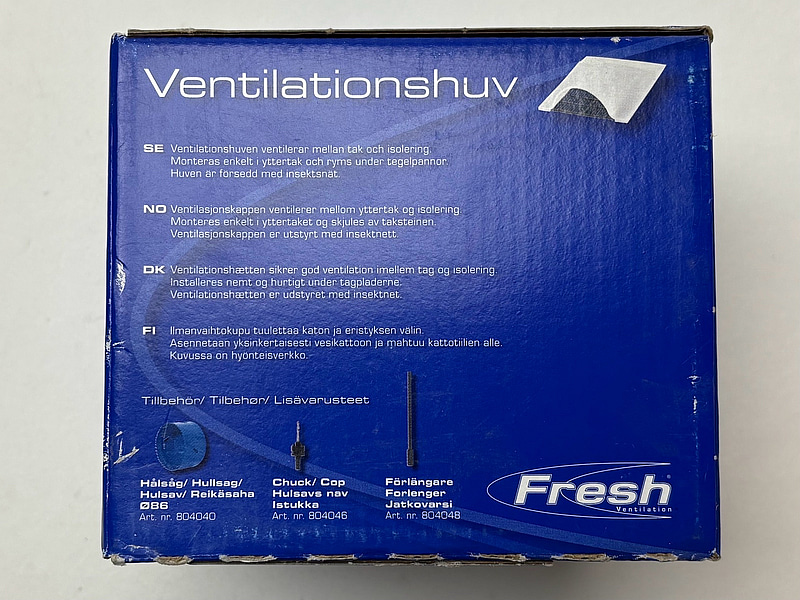 Ventilationshuv
SE Ventilationshuven ventilerar mellan tak och isolering.
Monteras enkelt i yttertak och ryms under tegelpannor.
Huven är försedd med insektsnät.
NO Ventilasjonskappen ventilerer mellom yttertak og isolering.
Monteres enkelt i yttertaket og skjules av taksteinen.
Ventilasjonskappen er utstyrt med insektnett.
DK Ventilationshætten sikrer god ventilation imellem tag og isolering.
Installeres nemt og hurtigt under tagpladerne.
Ventilationshætten er udstyret med insektnet.
FI Ilmanvaihtokupu tuulettaa katon ja eristyksen välin.
Asennetaan yksinkertaisesti vesikattoon ja mahtuu kattotiilien alle.
Kuvussa on hyönteisverkko.
Tillbehör/ Tilbehør/ Lisävarusteet
Hålsåg/ Hullsag/
Hulsav/ Reikäsaha
Ø86
Art. nr. 804040
Chuck/ Cop
Hulsavs nav
Istukka
Art. nr. 804046
Förlängare
Forlenger
Jatkovarsi
Art. nr. 804048
Fresh®
Ventilation